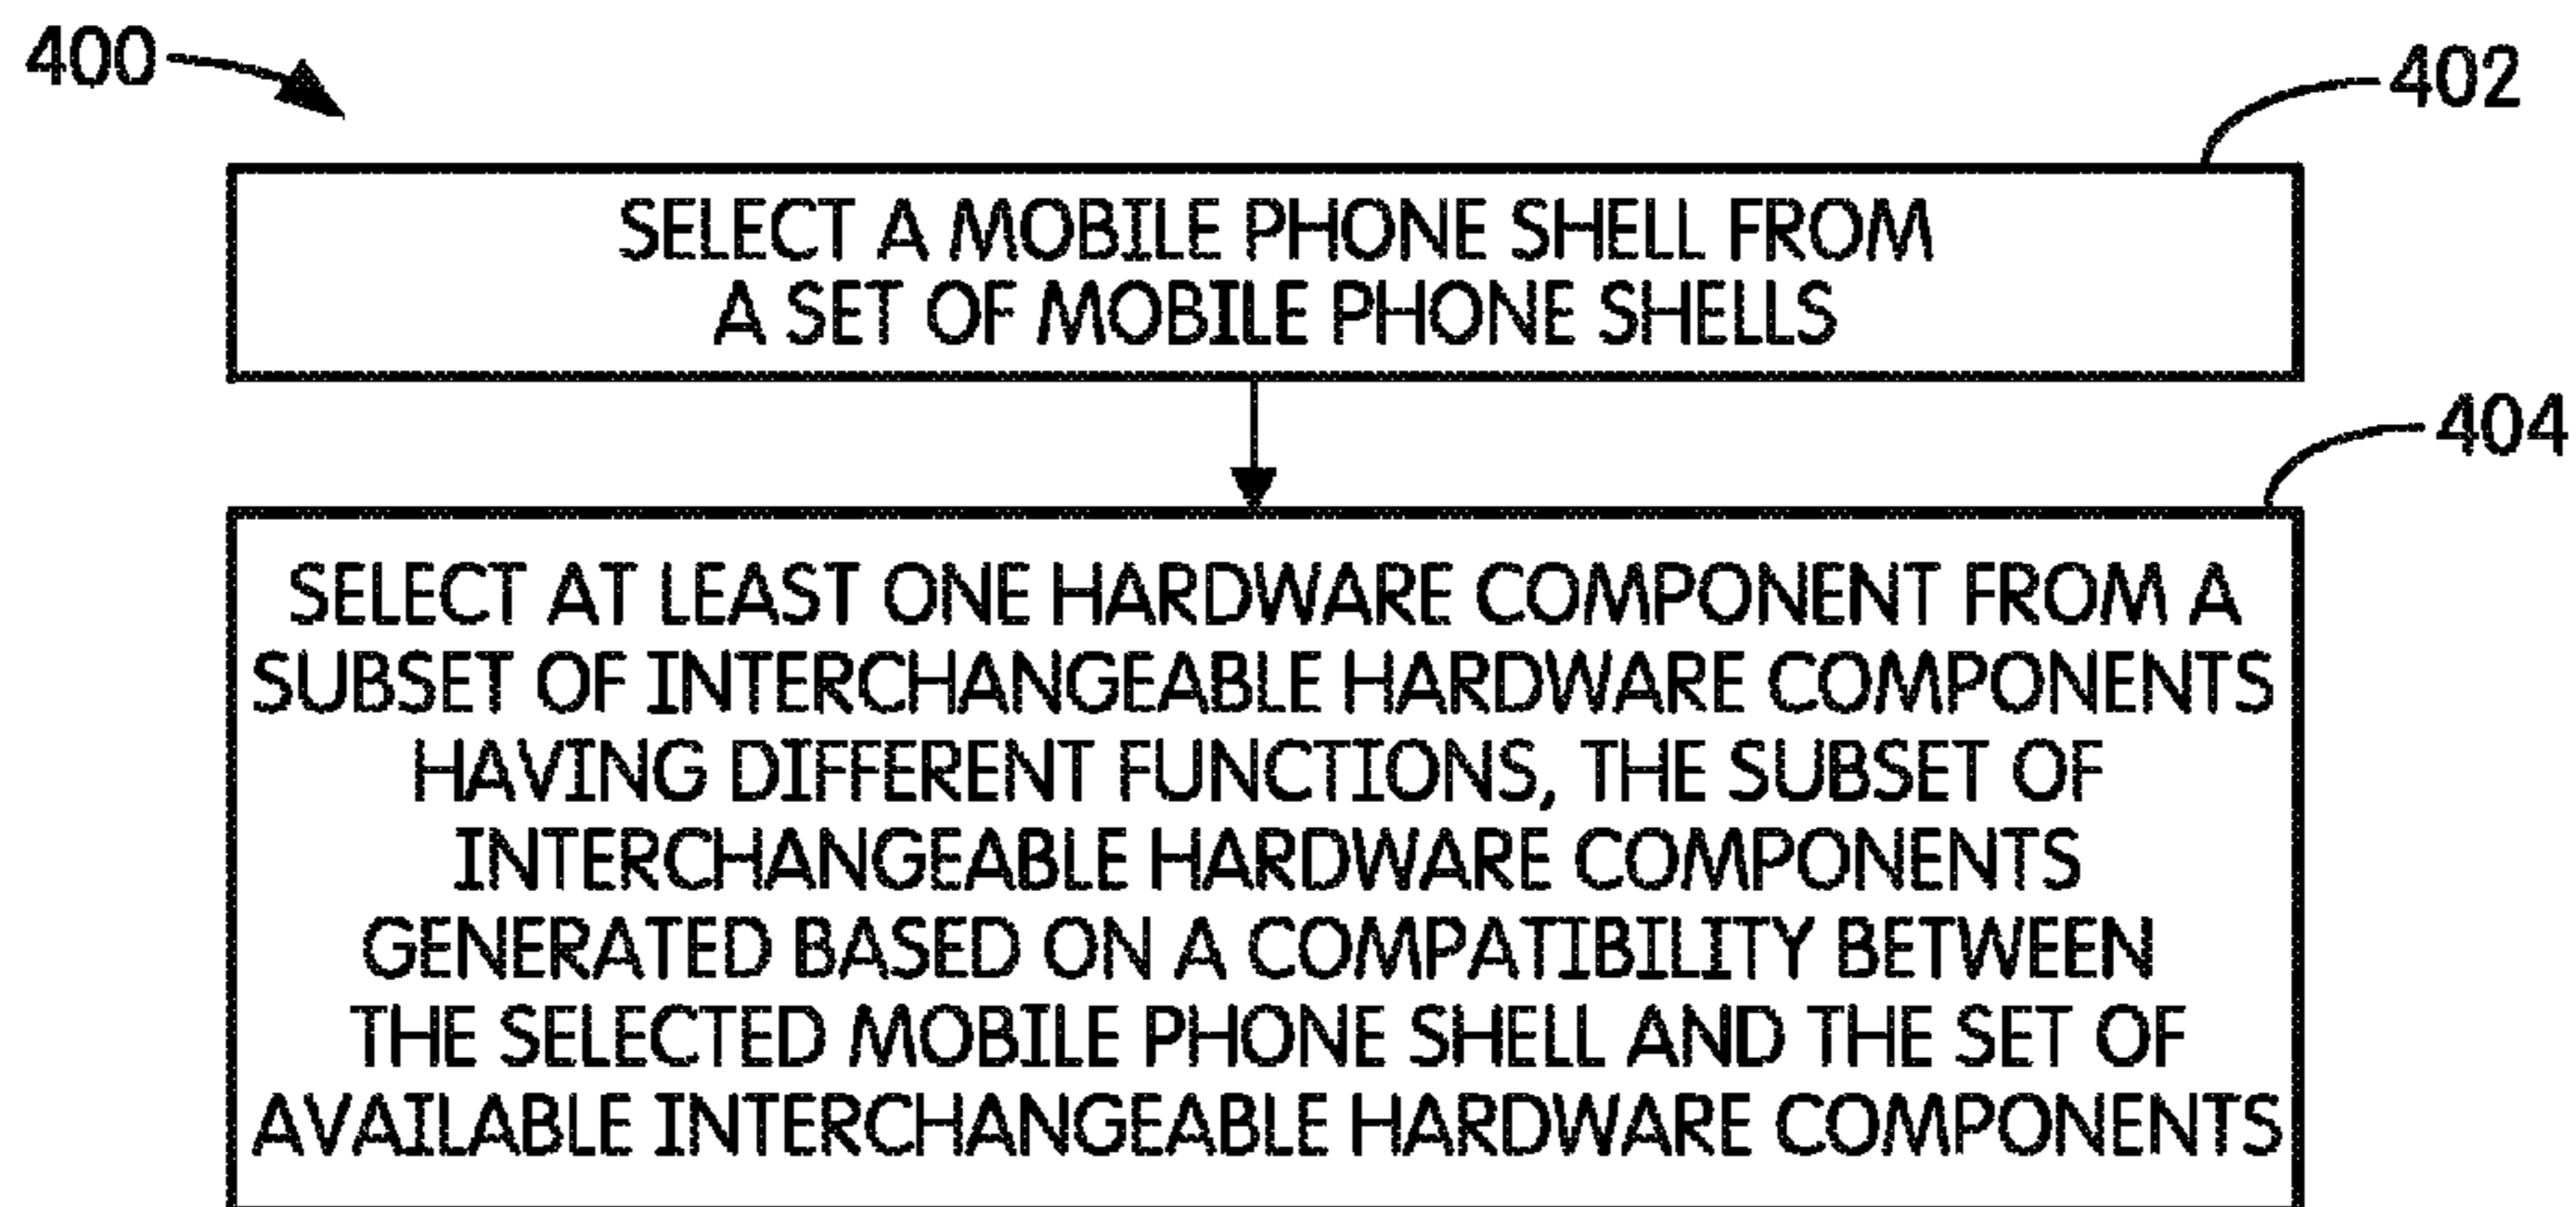 400
402
SELECT A MOBILE PHONE SHELL FROM
A SET OF MOBILE PHONE SHELLS
404
SELECT AT LEAST ONE HARDWARE COMPONENT FROM A
SUBSET OF INTERCHANGEABLE HARDWARE COMPONENTS
HAVING DIFFERENT FUNCTIONS, THE SUBSET OF
INTERCHANGEABLE HARDWARE COMPONENTS
GENERATED BASED ON A COMPATIBILITY BETWEEN
THE SELECTED MOBILE PHONE SHELL AND THE SET OF
AVAILABLE INTERCHANGEABLE HARDWARE COMPONENTS